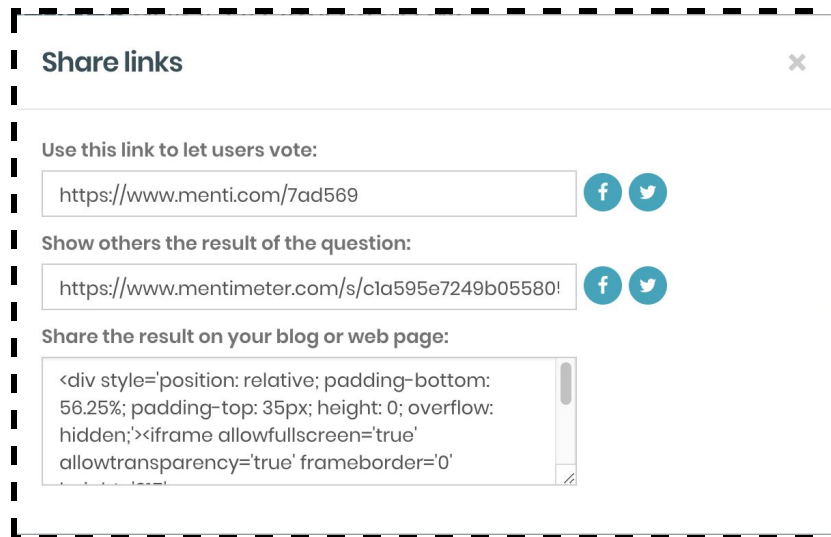 Share links
Use this link to let users vote:
https://www.menti.com/7ad569
Show others the result of the question:
https://www.mentimeter.com/s/c1a595e7249b05580
Share the result on your blog or web page:
<div style='position: relative; padding-bottom:
56.25%; padding-top: 35px; height: 0; overflow:
hidden;'><iframe allowfullscreen='true'
allowtransparency='true' frameborder='0'